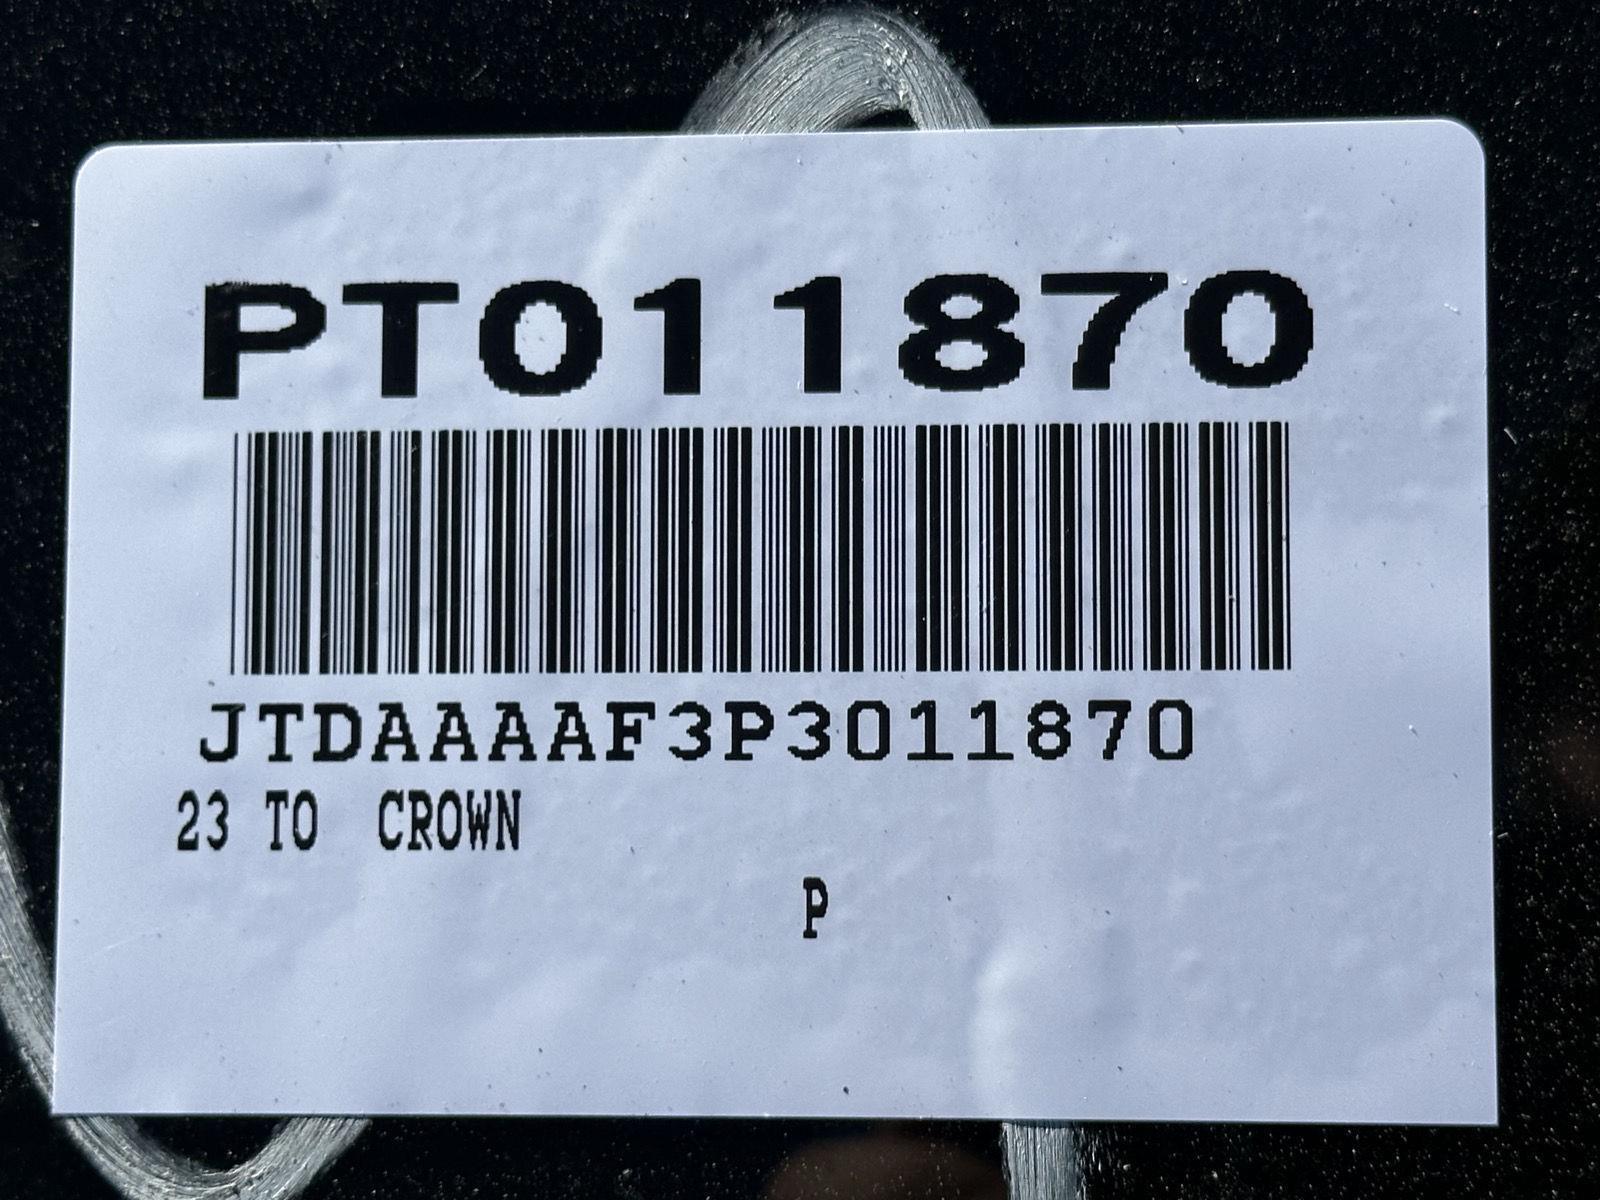 PT011870
JTDAAAAF3P3011870
23 TO CROWN
P